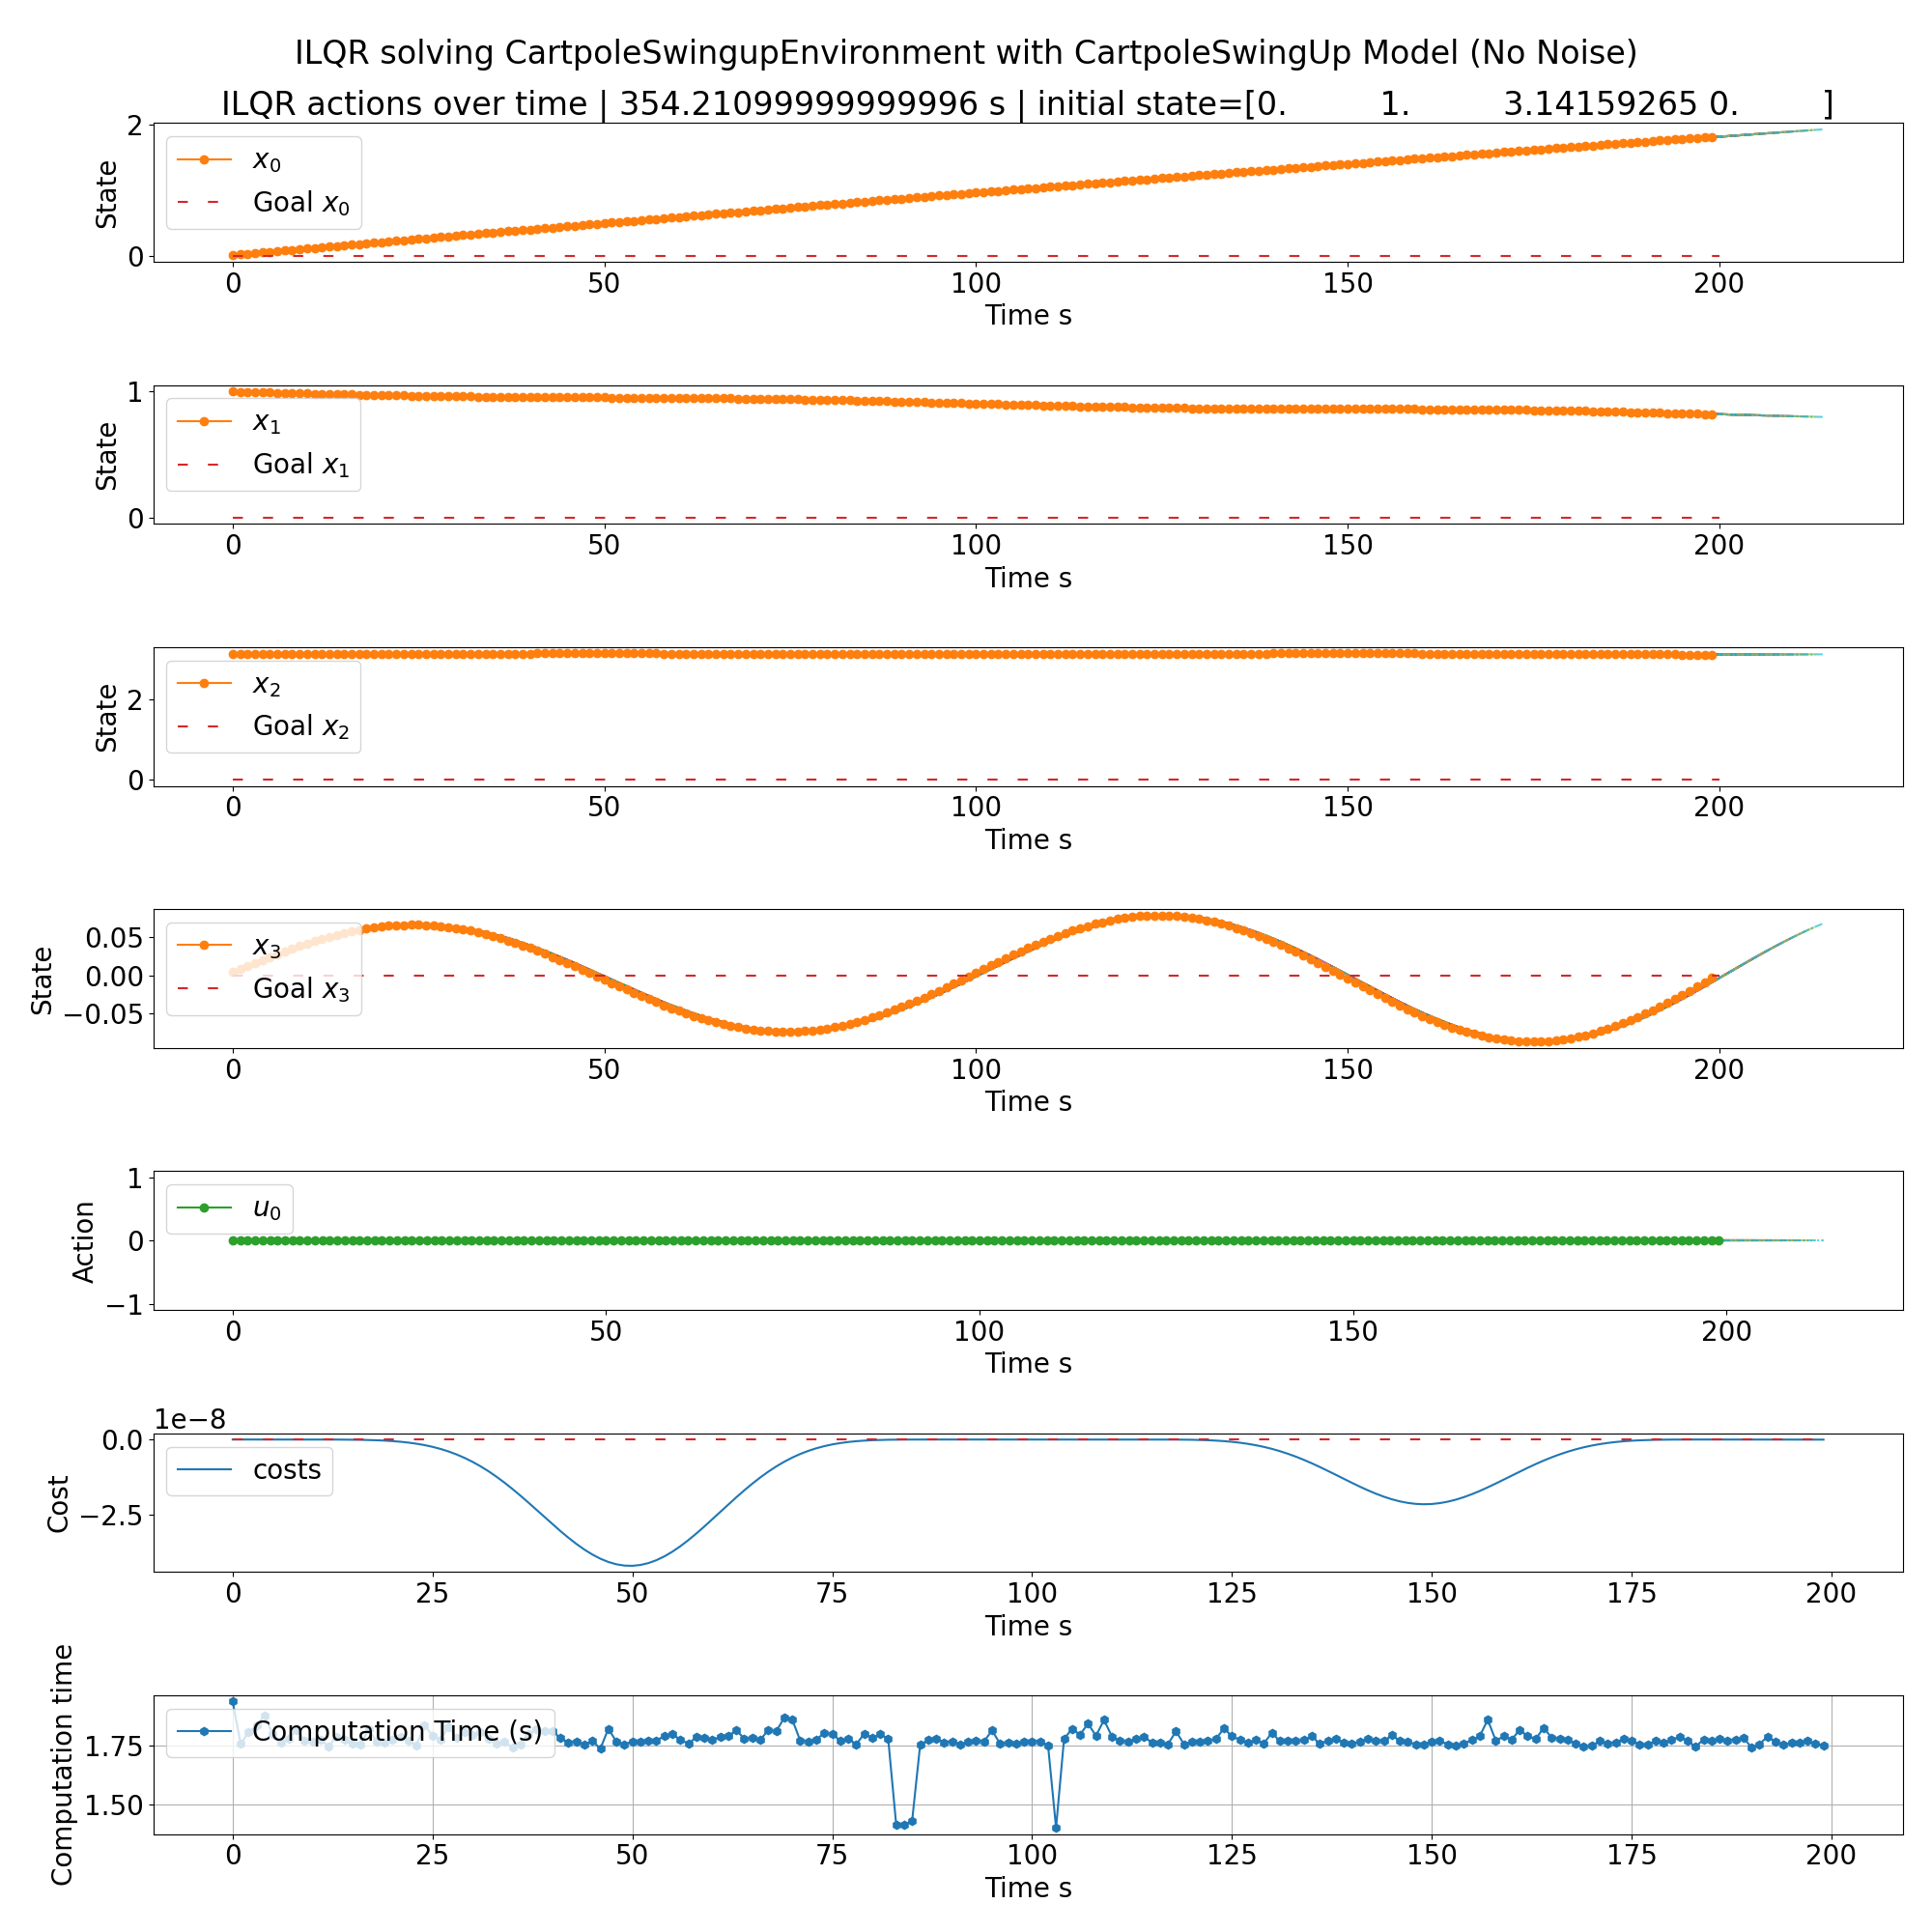 ILQR solving CartpoleSwingupEnvironment with CartpoleSwingUp Model (No Noise)
ILQR actions over time | 354.21099999999996 s | initial state=[0. 1. 3.14159265 0. ]
2
0
State
x0
Goal x0
0 50 100 150 200
Time s
1
0
State
x1
Goal x1
0 50 100 150 200
Time s
2
0
State
x2
Goal x2
0 50 100 150 200
Time s
0.05
0.00
−0.05
State
x3
Goal x3
0 50 100 150 200
Time s
1
0
−1
Action
u0
0 50 100 150 200
Time s
1e−8
0.0
−2.5
Cost
costs
0 25 50 75 100 125 150 175 200
Time s
1.75
1.50
Computation time
Computation Time (s)
0 25 50 75 100 125 150 175 200
Time s